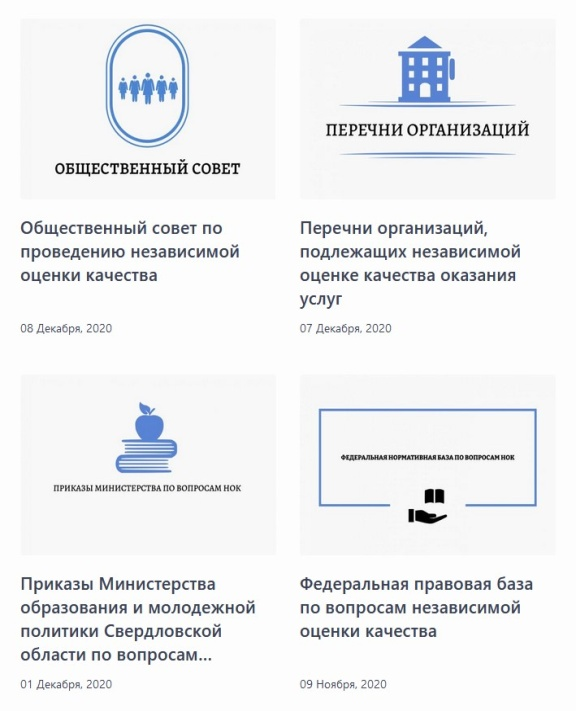 ОБЩЕСТВЕННЫЙ СОВЕТ
Общественный совет по
проведению независимой
оценки качества
08 Декабря, 2020
ПЕРЕЧНИ ОРГАНИЗАЦИЙ
Перечни организаций,
подлежащих независимой
оценке качества оказания
услуг
07 Декабря, 2020
ПРИКАЗЫ МИНИСТЕРСТВА ПО ВОПРОСАМ НОК
Приказы Министерства
образования и молодежной
политики Свердловской
области по вопросам...
01 Декабря, 2020
ФЕДЕРАЛЬНАЯ НОРМАТИВНАЯ БАЗА ПО ВОПРОСАМ НОК
Федеральная правовая база
по вопросам независимой
оценки качества
09 Ноября, 2020